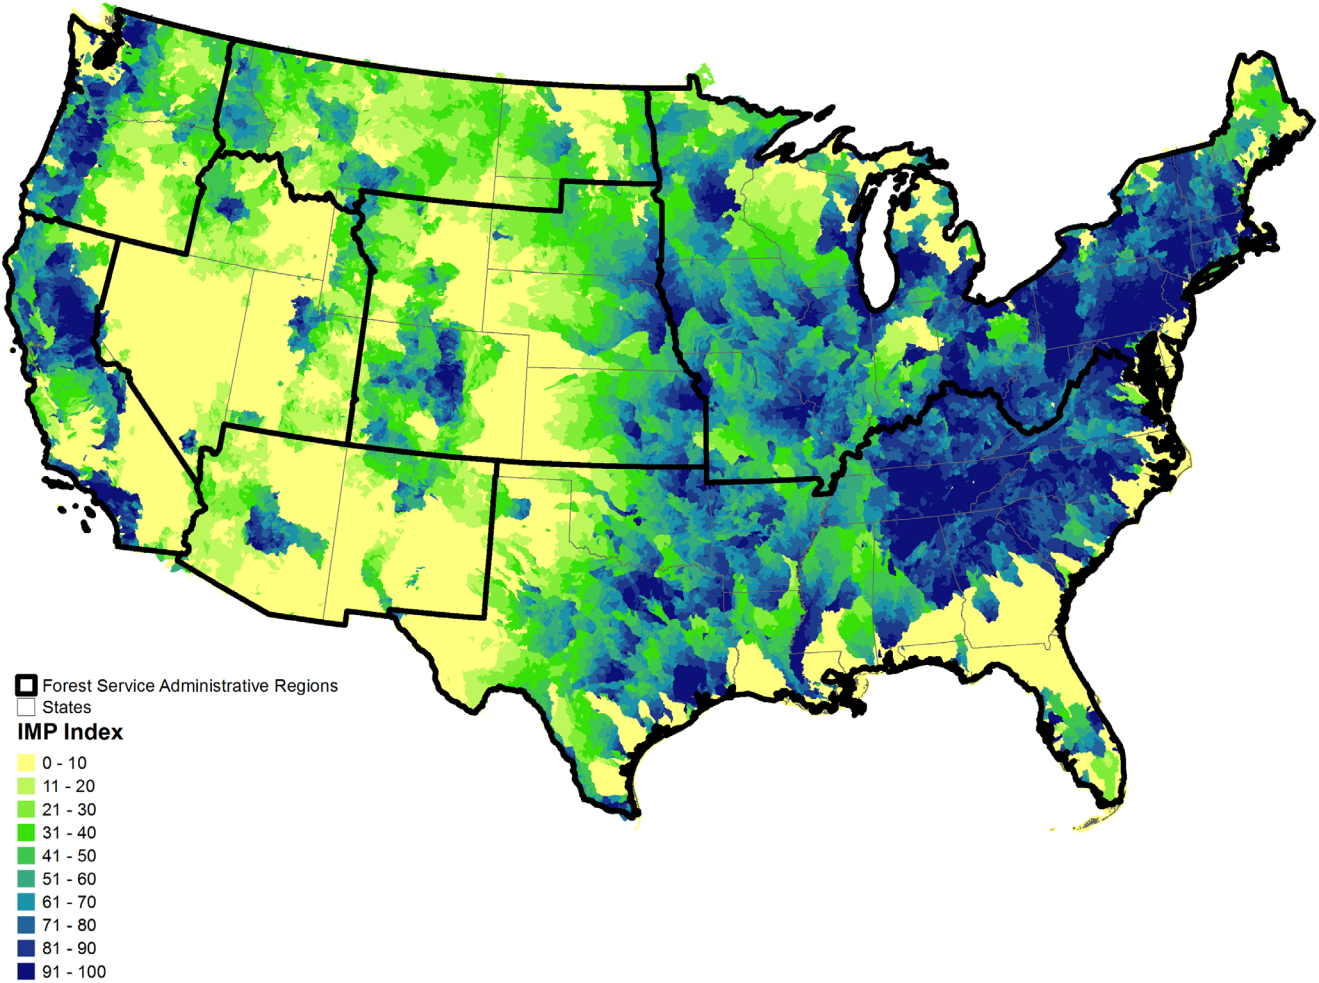 Forest Service Administrative Regions
States
IMP Index
0 - 10
11 - 20
21 - 30
31 - 40
41 - 50
51 - 60
61 - 70
71 - 80
81 - 90
91 - 100